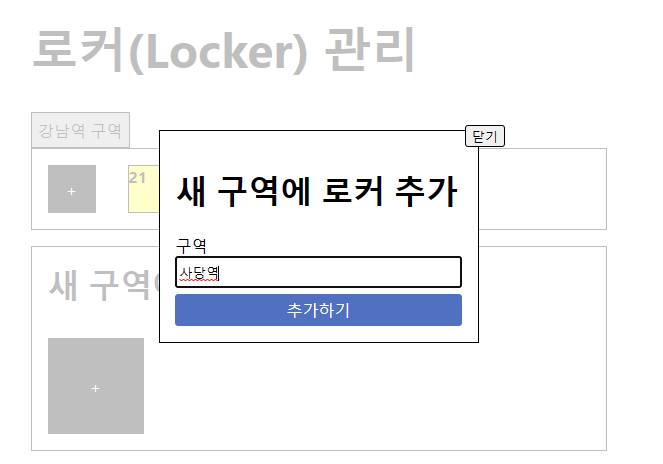 로커(Locker) 관리
강남역 구역
닫기
+
21
새 구역에 로커 추가
구역
사당역
추가하기
새 구역에
+